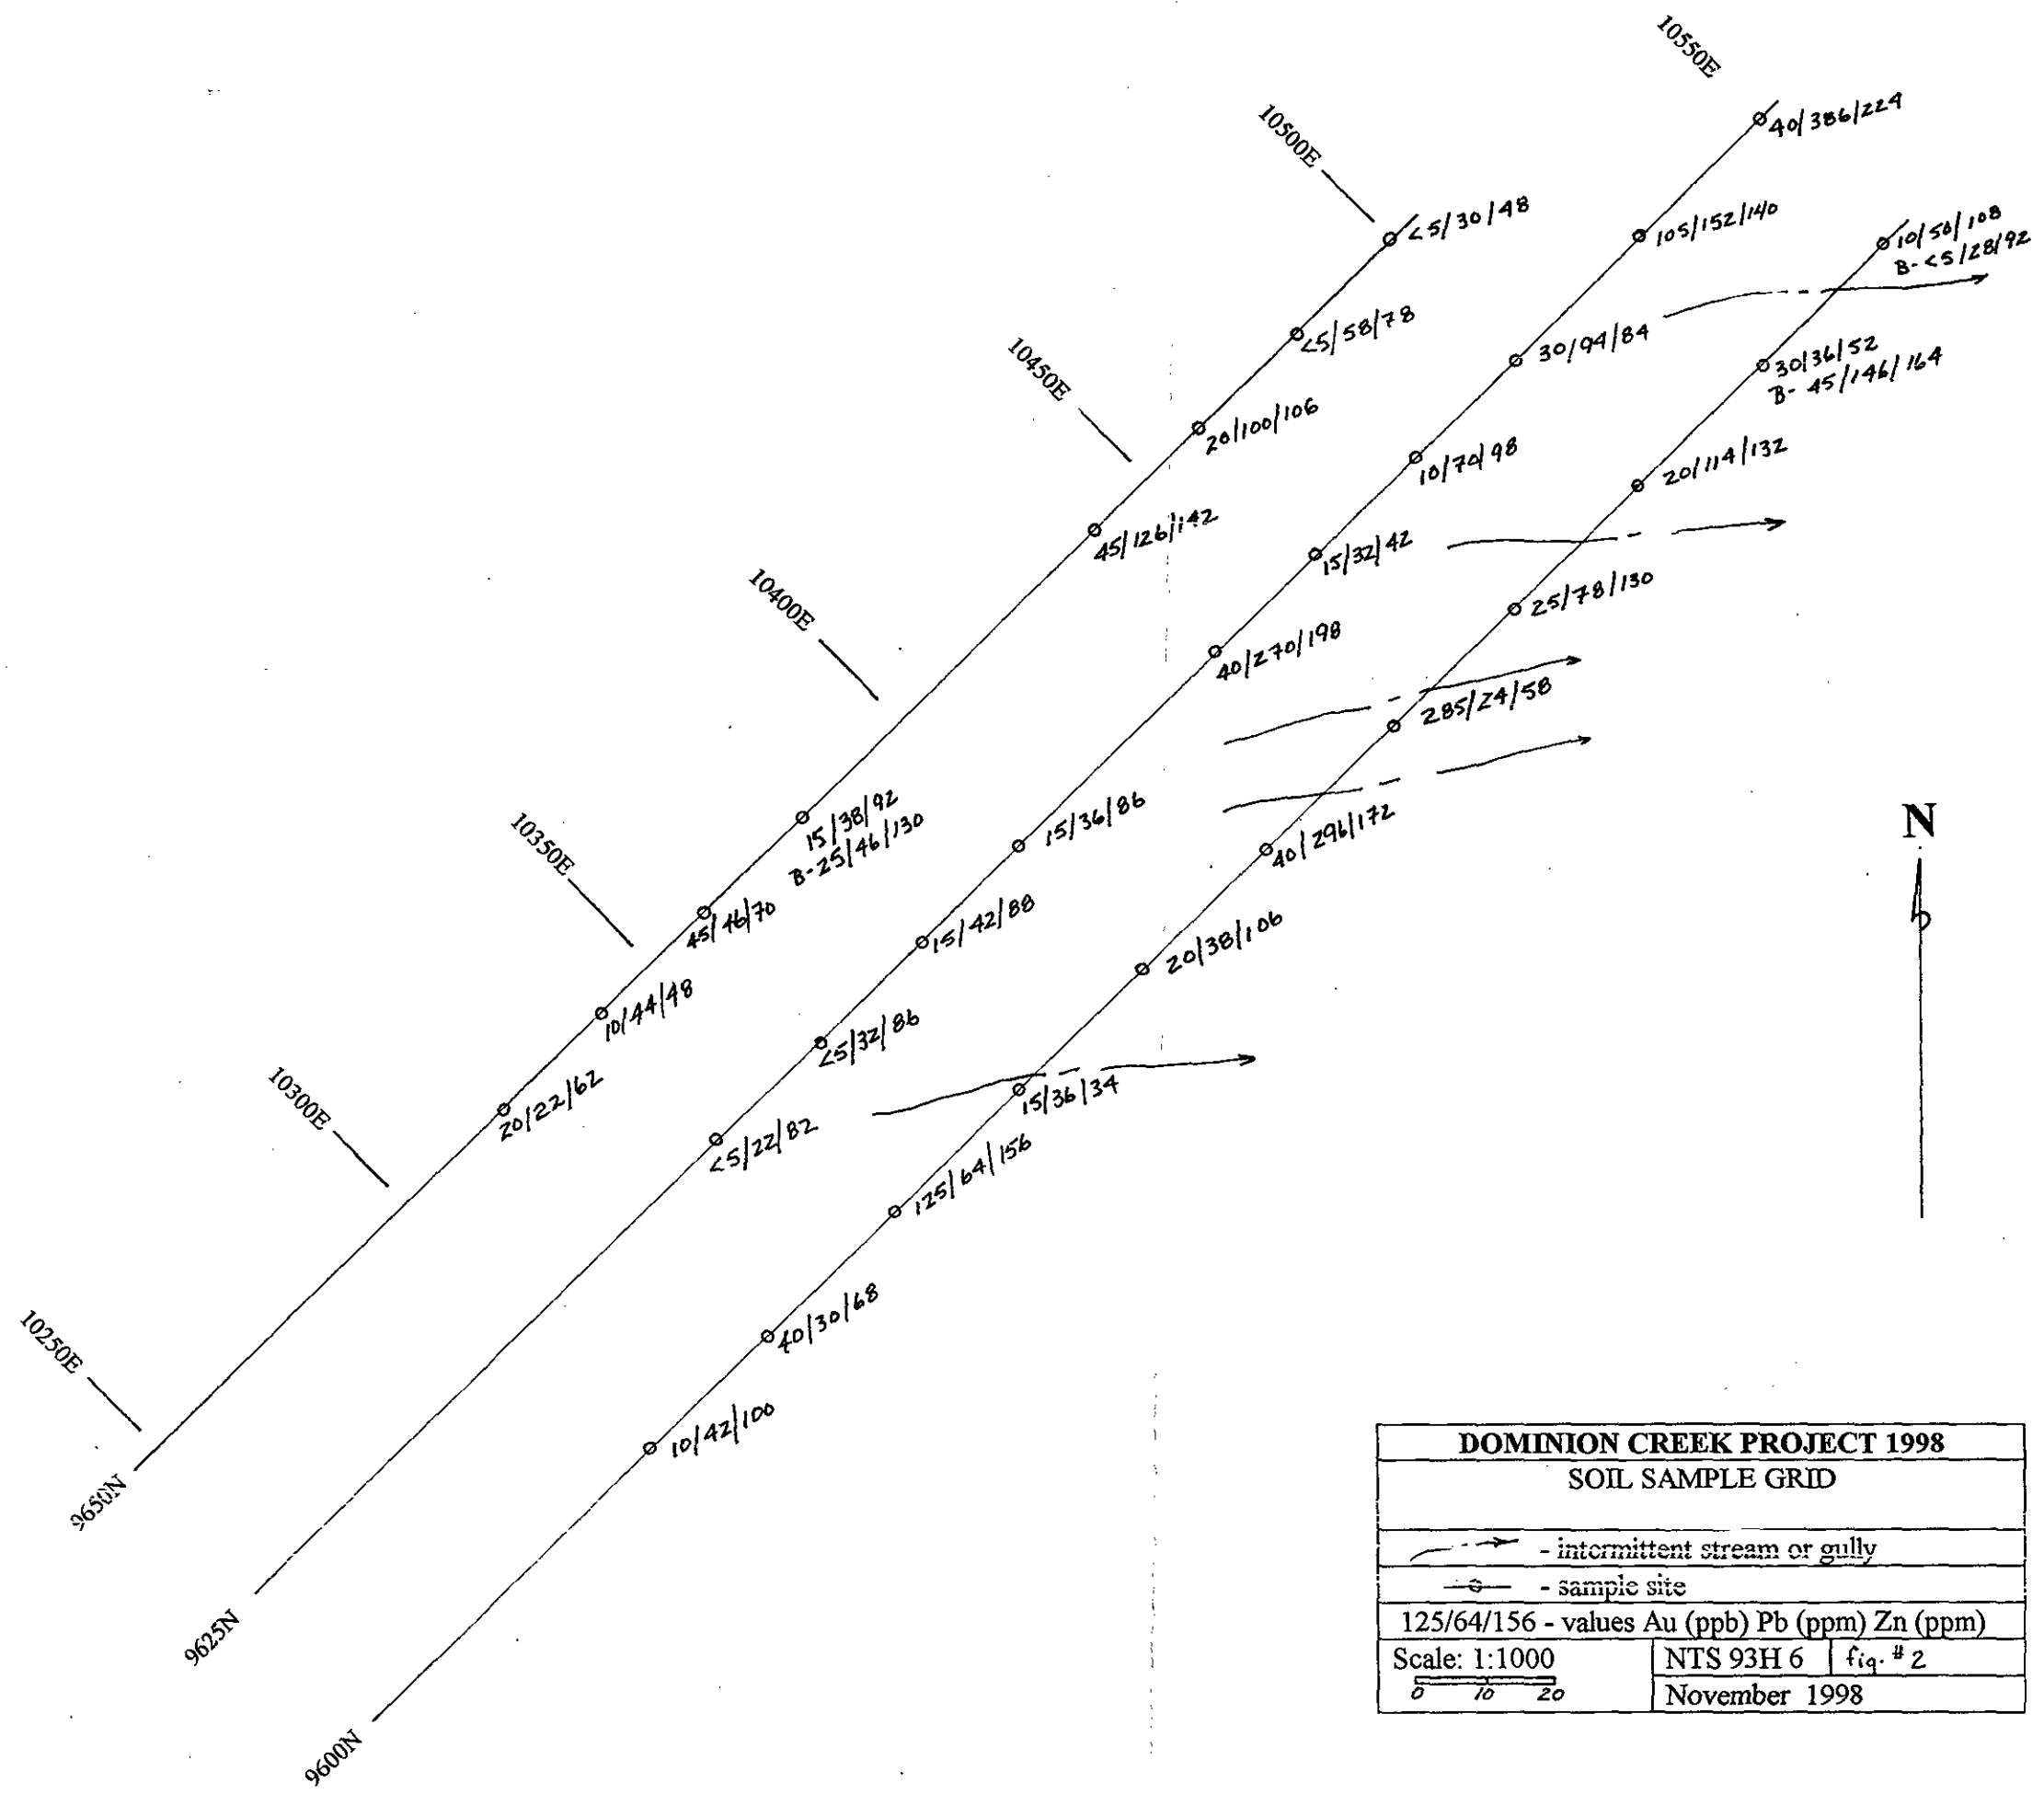 10550E
40/386/224
10500E
<5/30/48
105/152/140
10/50/108
B-<5/28/92
<5/58/78
30/94/84
10450E
30/36/52
B- 45/146/164
20/100/106
10/70/98
20/114/132
45/126/142
15/32/42
10400E
25/78/130
40/270/198
285/24/58
15/38/92
B-25/46/130
15/36/86
10350E
40/296/172
N
45/46/70
15/42/88
20/38/106
10/44/48
<5/32/86
10300E
20/22/62
15/36/34
<5/22/82
125/64/156
10250E
40/30/68
10/42/100
9650N
9625N
9600N
DOMINION CREEK PROJECT 1998
SOIL SAMPLE GRID
- intermittent stream or gully
- sample site
125/64/156 - values Au (ppb) Pb (ppm) Zn (ppm)
Scale: 1:1000
0 10 20
NTS 93H 6
fig. #2
November 1998